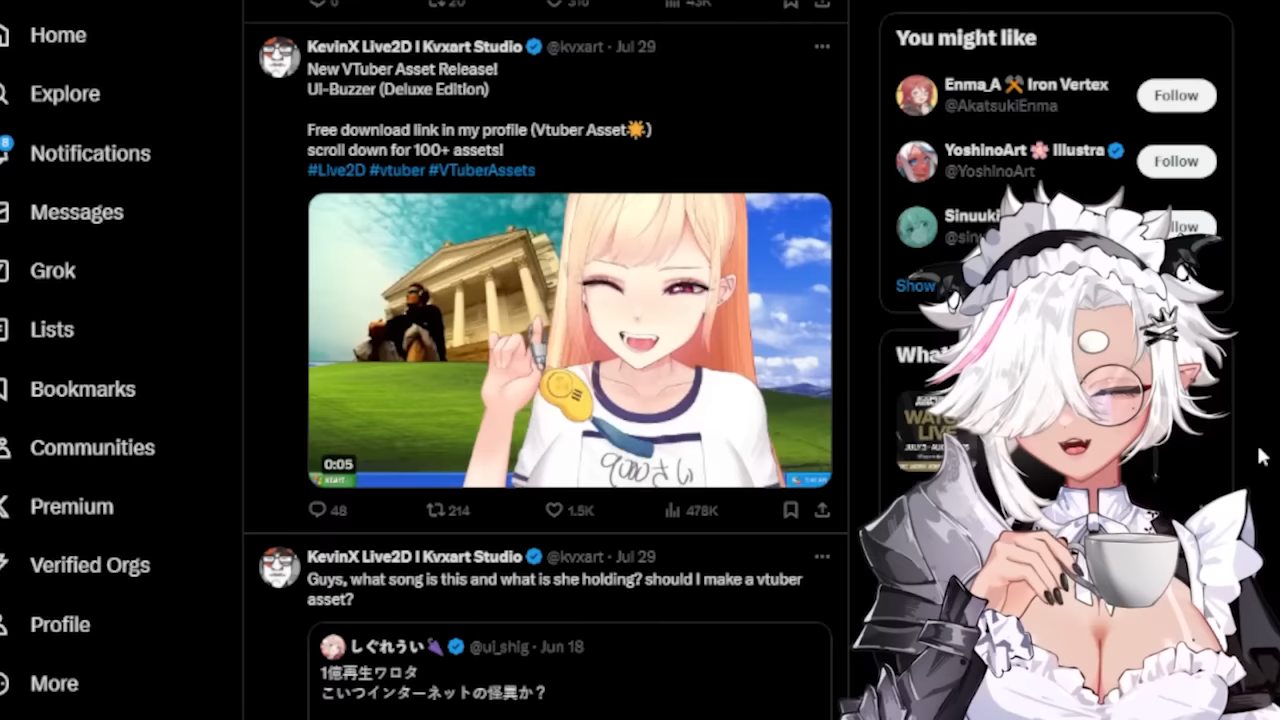 Home
Explore
8
Notifications
Messages
Grok
Lists
Bookmarks
Communities
Premium
Verified Orgs
Profile
More
KevinX Live2D I Kvxart Studio @kvxart · Jul 29
New VTuber Asset Release!
UI-Buzzer (Deluxe Edition)
Free download link in my profile (Vtuber Asset🌟)
scroll down for 100+ assets!
#Live2D #vtuber #VTuberAssets
0:05
START
48
214
1.5K
478K
KevinX Live2D I Kvxart Studio @kvxart · Jul 29
Guys, what song is this and what is she holding? should I make a vtuber
asset?
しぐれうい @ui_shig · Jun 18
1億再生ワロタ
こいつインターネットの怪異か？
You might like
Enma_A ⚒️ Iron Vertex
@AkatsukiEnma
Follow
YoshinoArt 🌸 Illustra
@YoshinoArt
Follow
Sinuuki
Show
WATC
LIVE